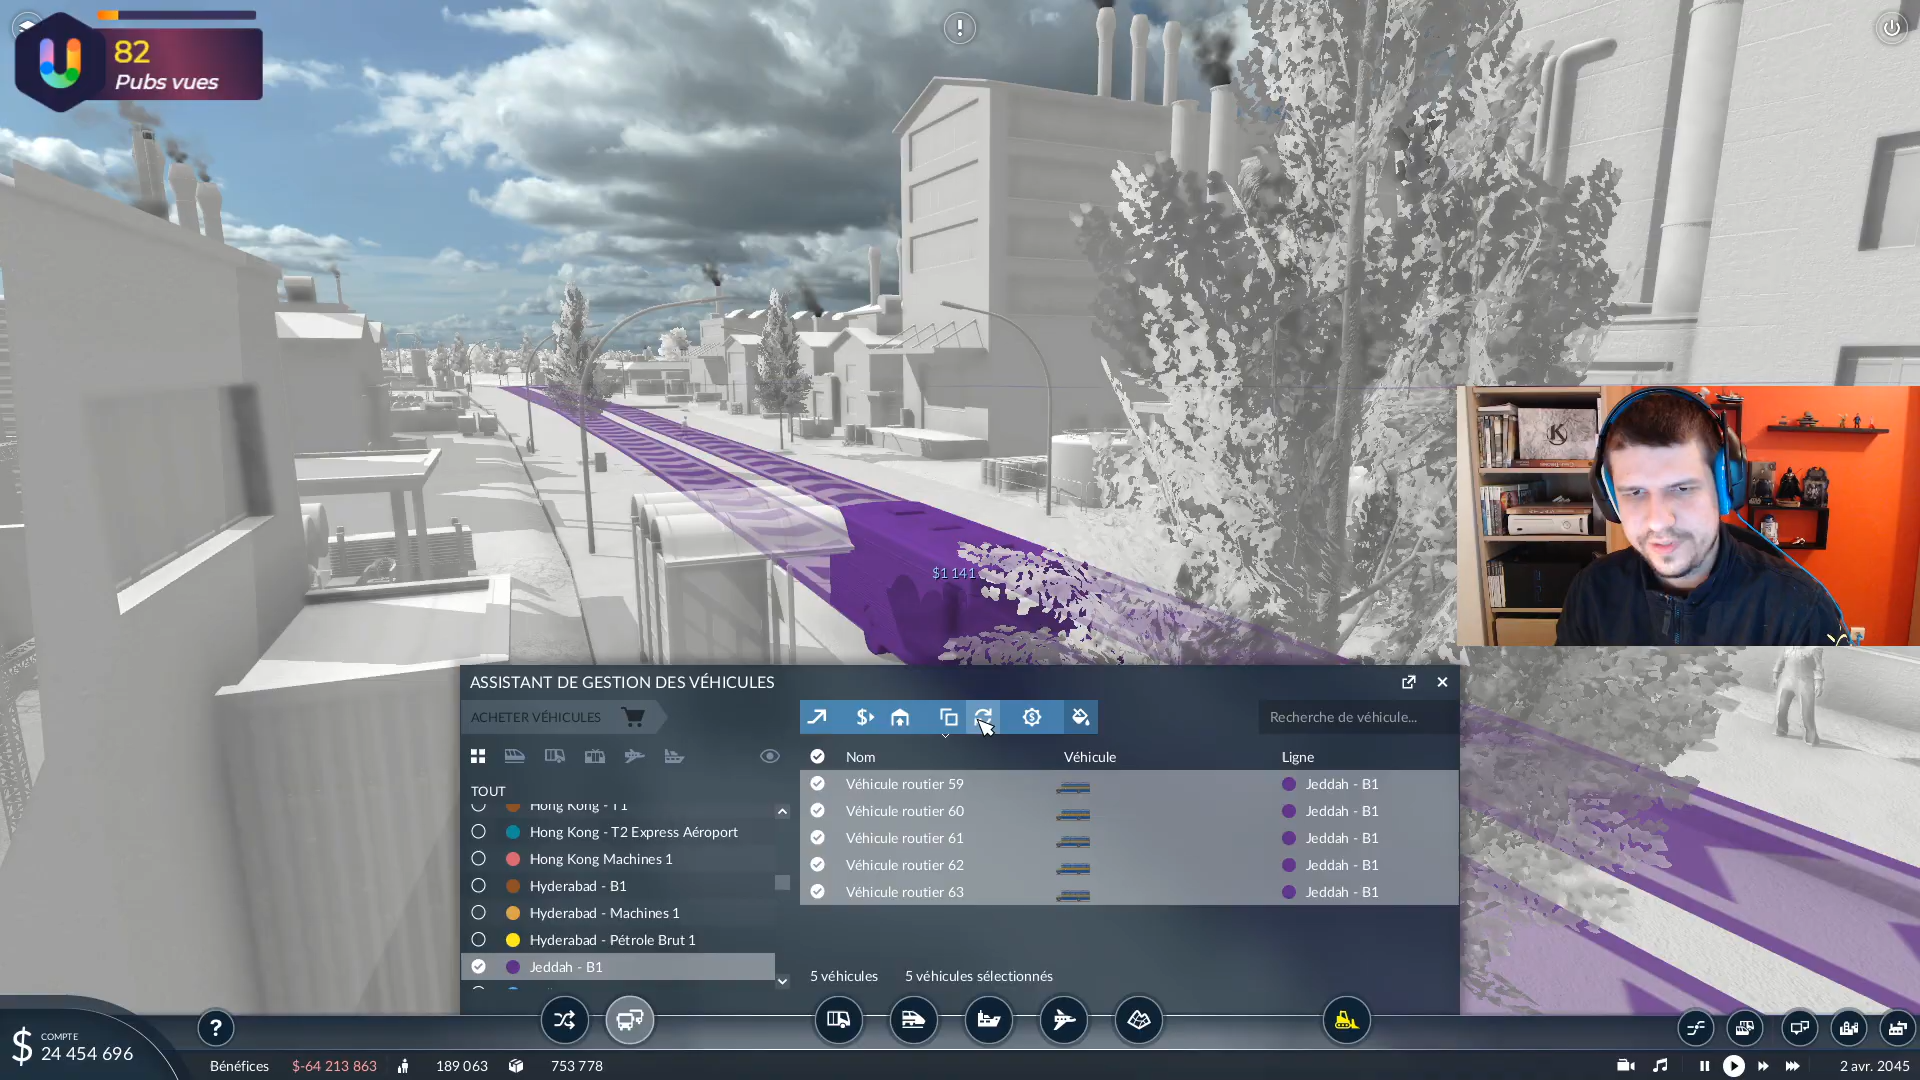 82
Pubs vues
$1 141
K
ASSISTANT DE GESTION DES VÉHICULES
ACHETER VÉHICULES
Recherche de véhicule...
TOUT
Hong Kong - T1
Hong Kong - T2 Express Aéroport
Hong Kong Machines 1
Hyderabad - B1
Hyderabad - Machines 1
Hyderabad - Pétrole Brut 1
Jeddah - B1
Nom Véhicule Ligne
Véhicule routier 59 Jeddah - B1
Véhicule routier 60 Jeddah - B1
Véhicule routier 61 Jeddah - B1
Véhicule routier 62 Jeddah - B1
Véhicule routier 63 Jeddah - B1
5 véhicules 5 véhicules sélectionnés
COMPTE
$ 24 454 696
Bénéfices $-64 213 863 189 063 753 778
2 avr. 2045